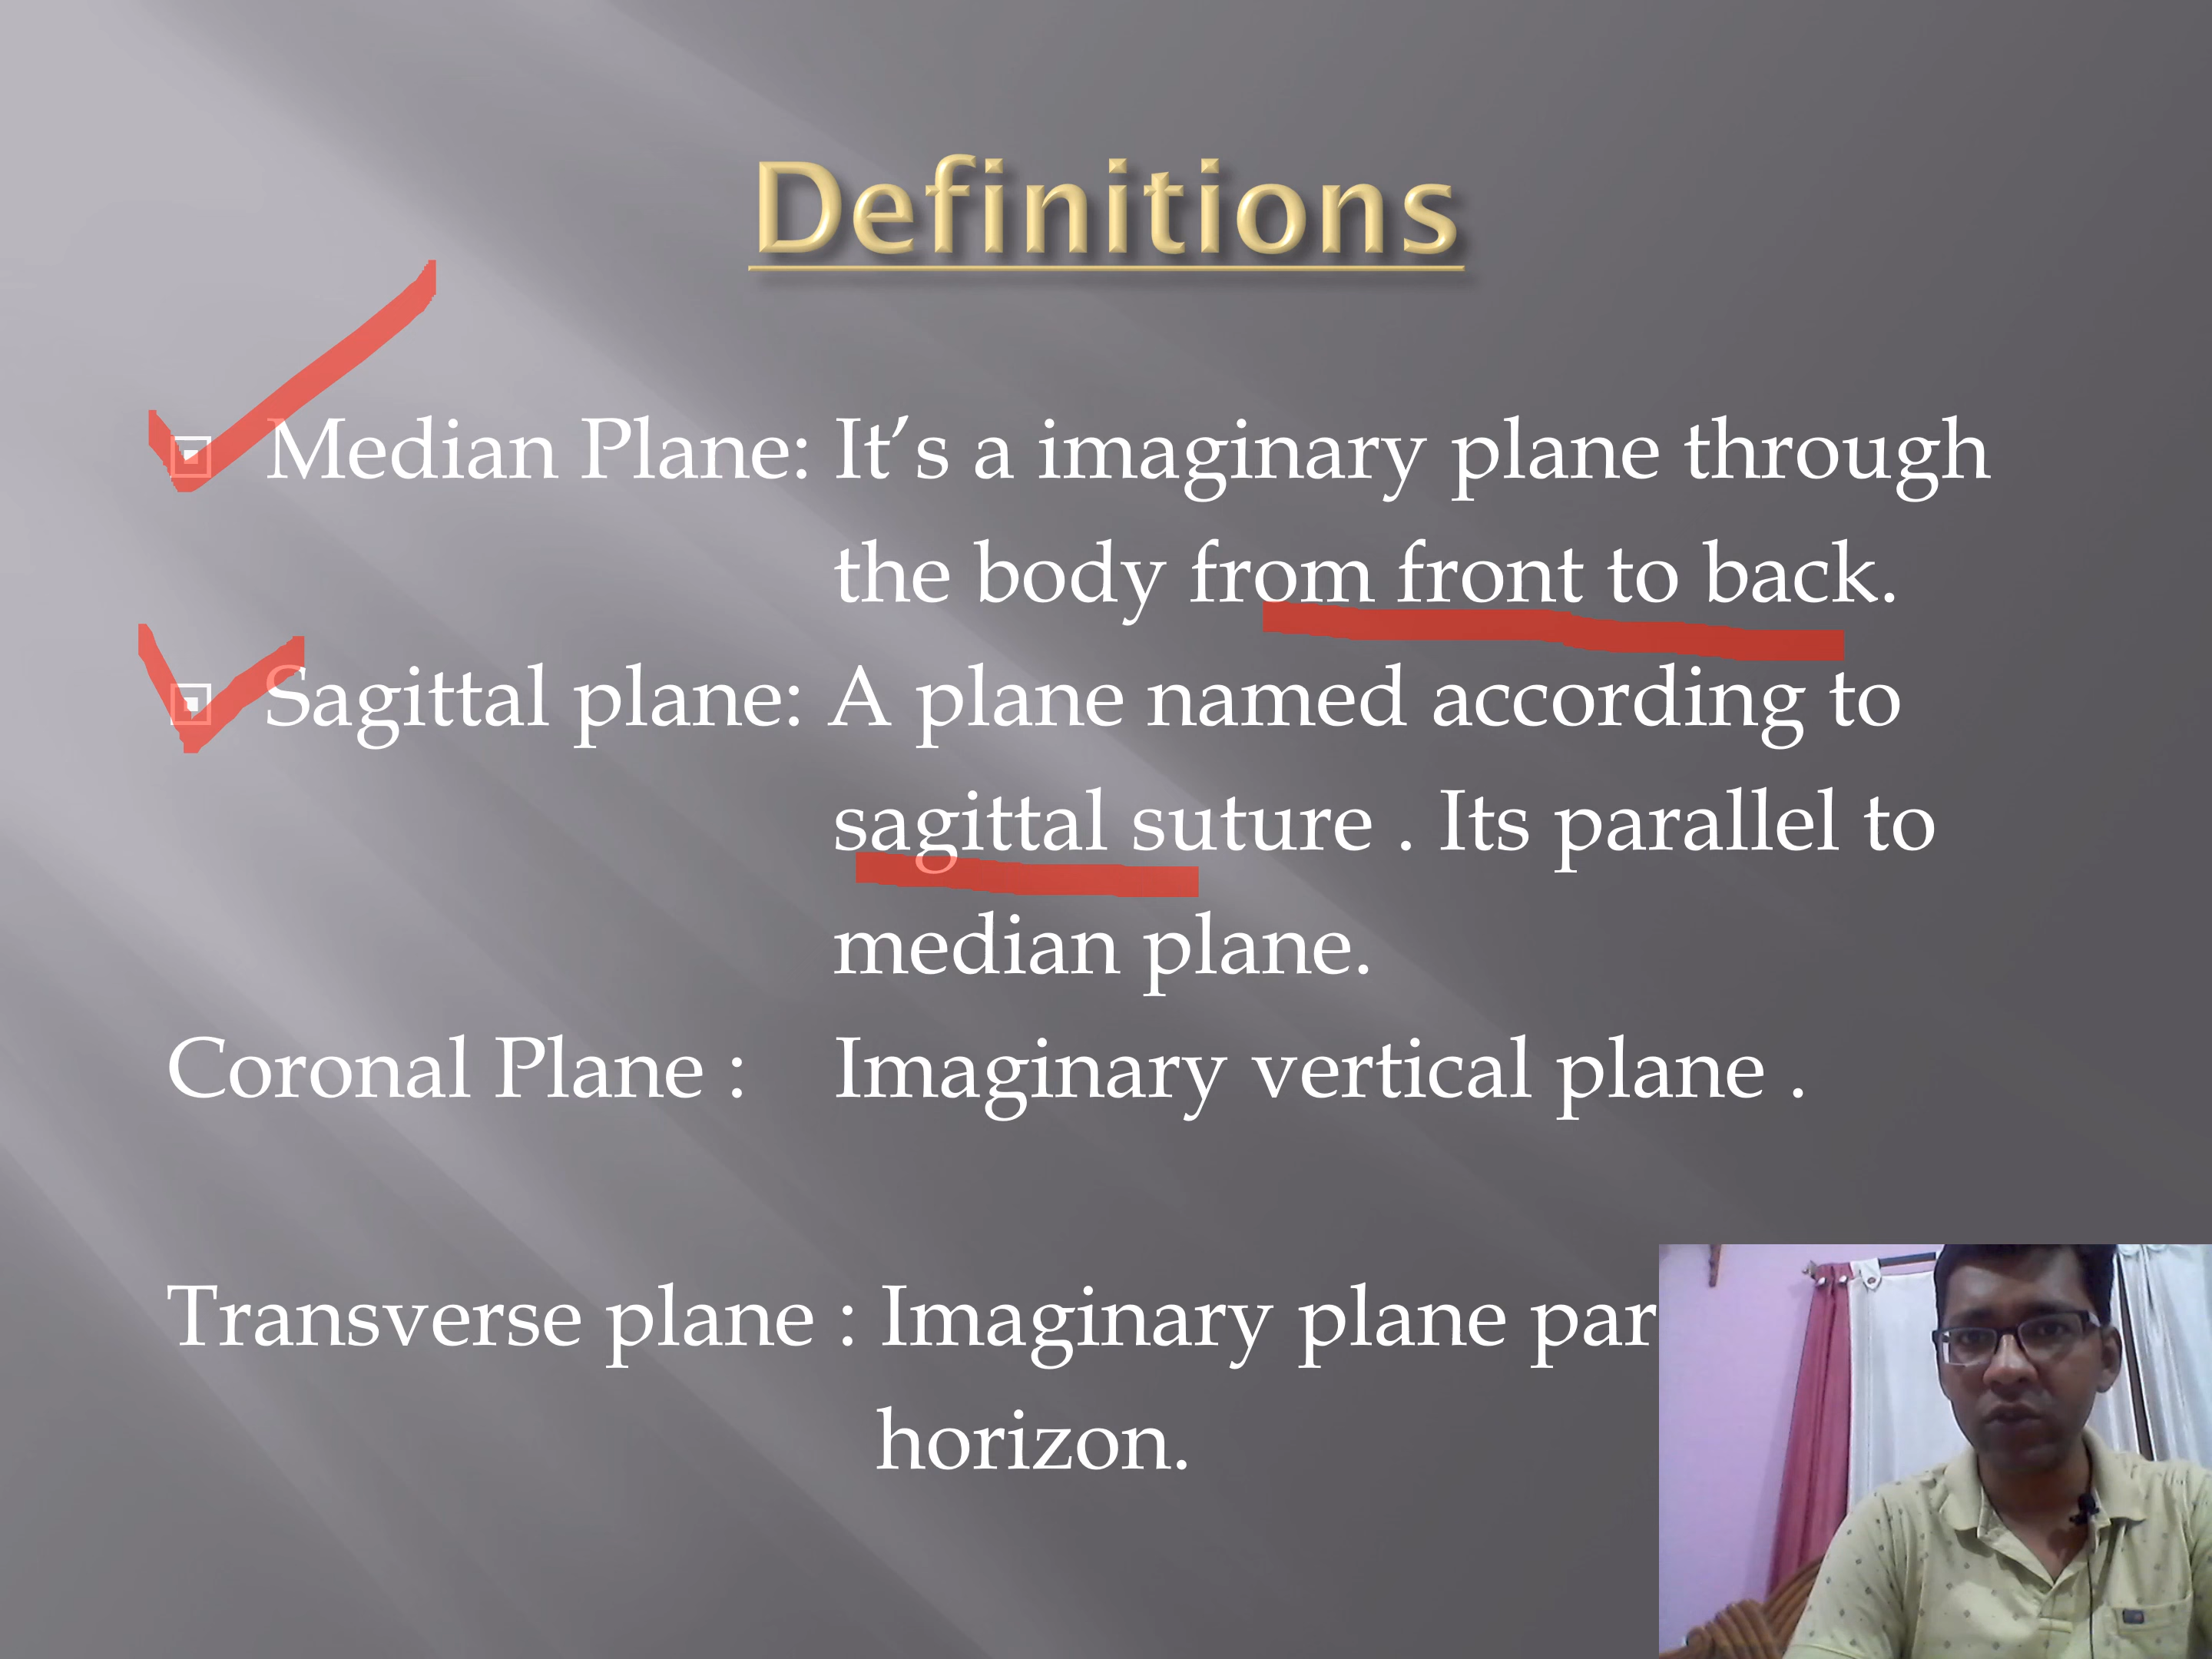 Definitions
Median Plane: It’s a imaginary plane through
the body from front to back.
Sagittal plane: A plane named according to
sagittal suture . Its parallel to
median plane.
Coronal Plane : Imaginary vertical plane .
Transverse plane : Imaginary plane par
horizon.